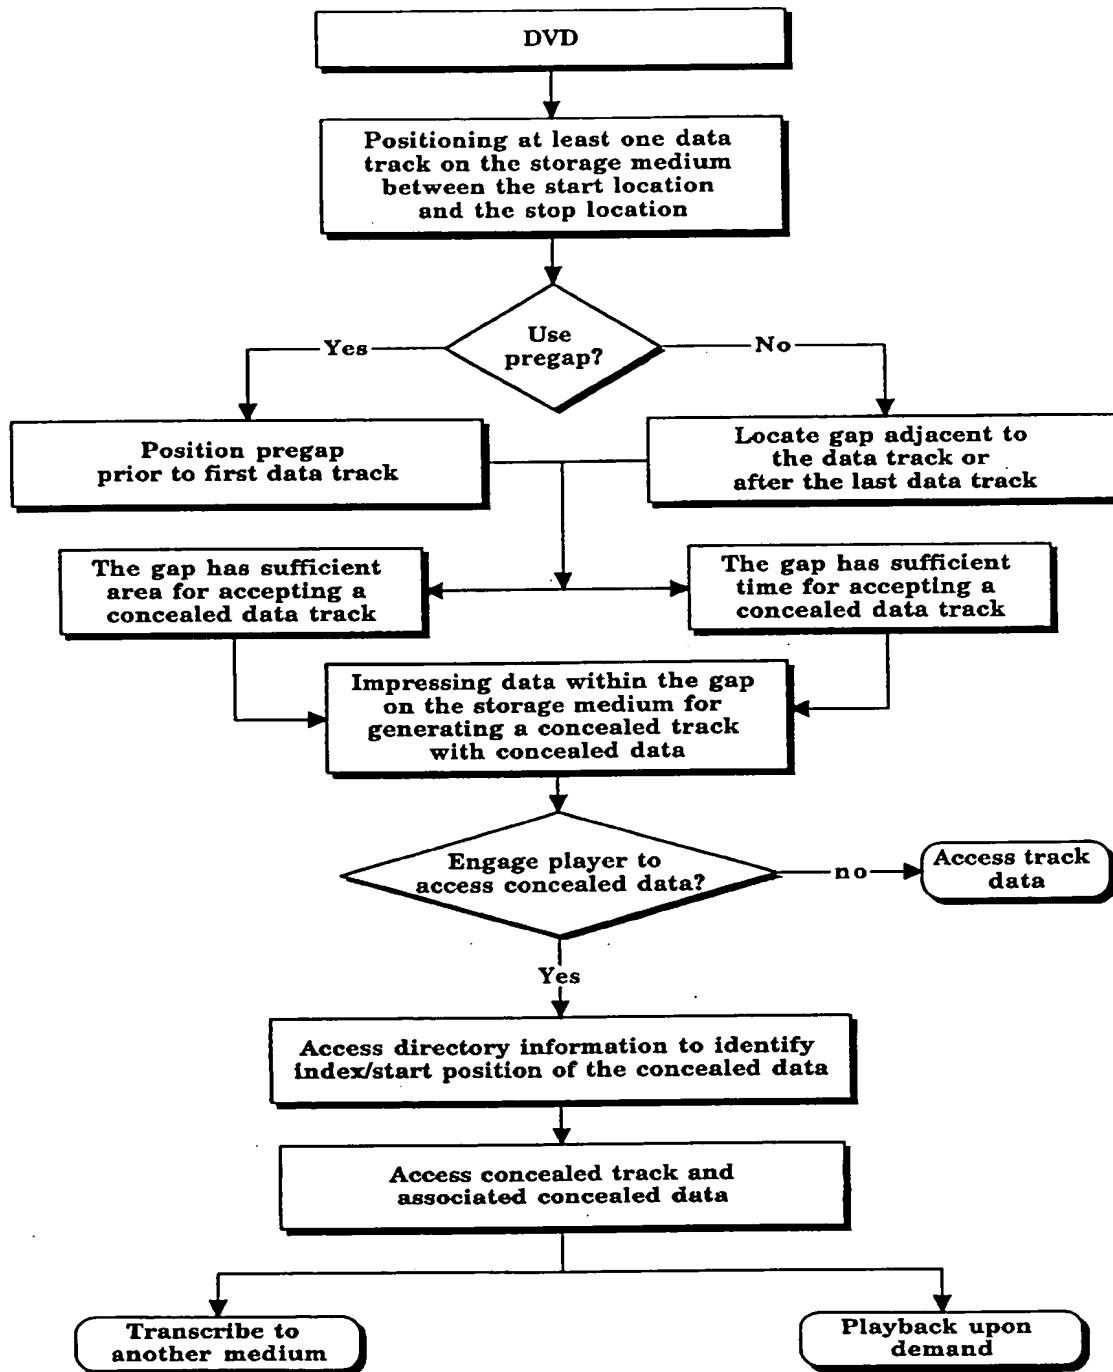 DVD
Positioning at least one data
track on the storage medium
between the start location
and the stop location
Use
pregap?
Yes
No
Position pregap
prior to first data track
Locate gap adjacent to
the data track or
after the last data track
The gap has sufficient
area for accepting a
concealed data track
The gap has sufficient
time for accepting a
concealed data track
Impressing data within the gap
on the storage medium for
generating a concealed track
with concealed data
Engage player to
access concealed data?
no
Access track
data
Yes
Access directory information to identify
index/start position of the concealed data
Access concealed track and
associated concealed data
Transcribe to
another medium
Playback upon
demand